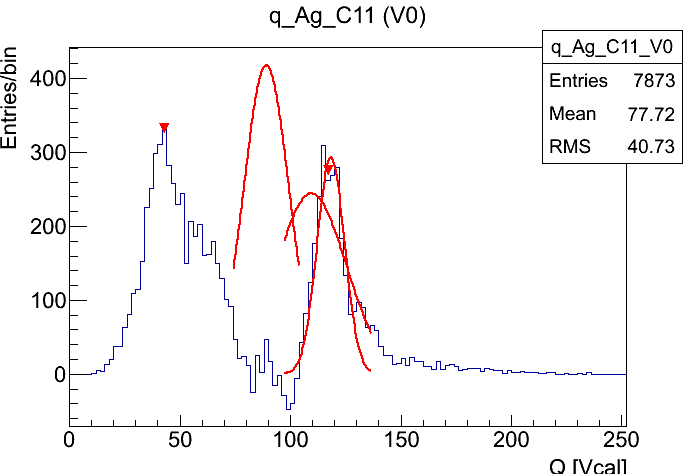 q_Ag_C11 (V0)
q_Ag_C11_V0
Entries 7873
Mean 77.72
RMS 40.73
Entries/bin
400
300
200
100
0
0 50 100 150 200 250
Q [Vcal]